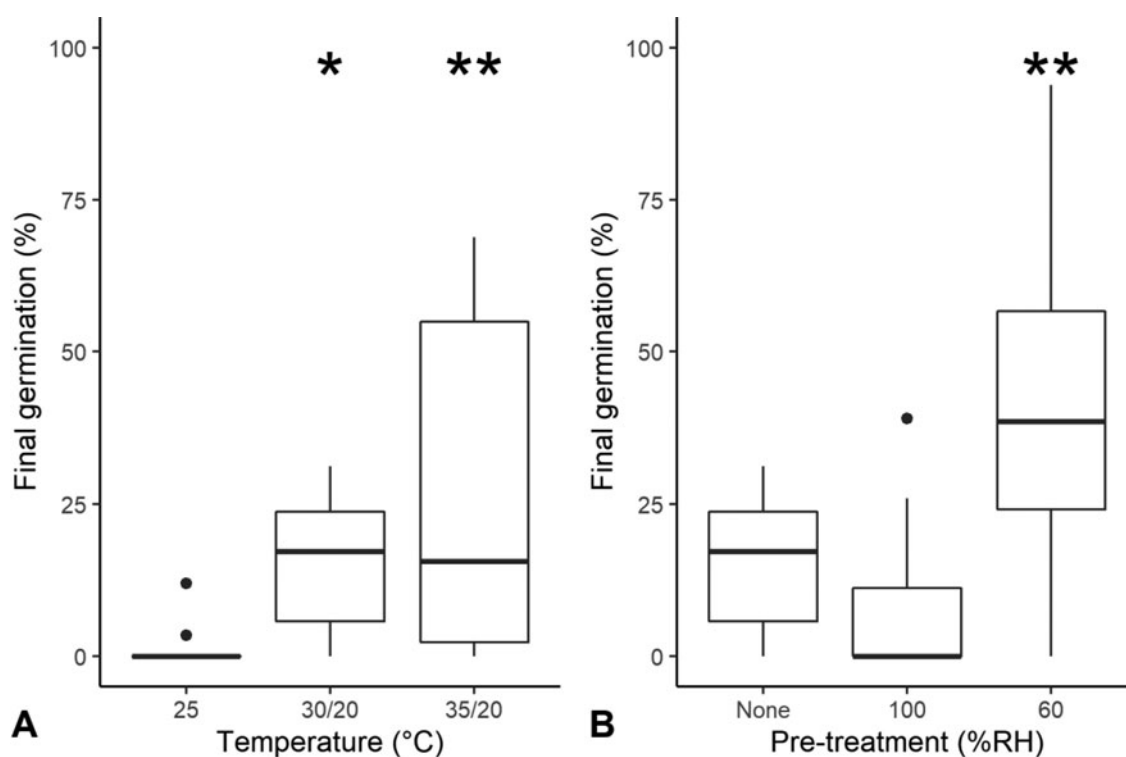 Final germination (%)
100
75
50
25
0
*
**
25
30/20
35/20
A
Temperature (°C)
Final germination (%)
100
75
50
25
0
**
None
100
60
B
Pre-treatment (%RH)